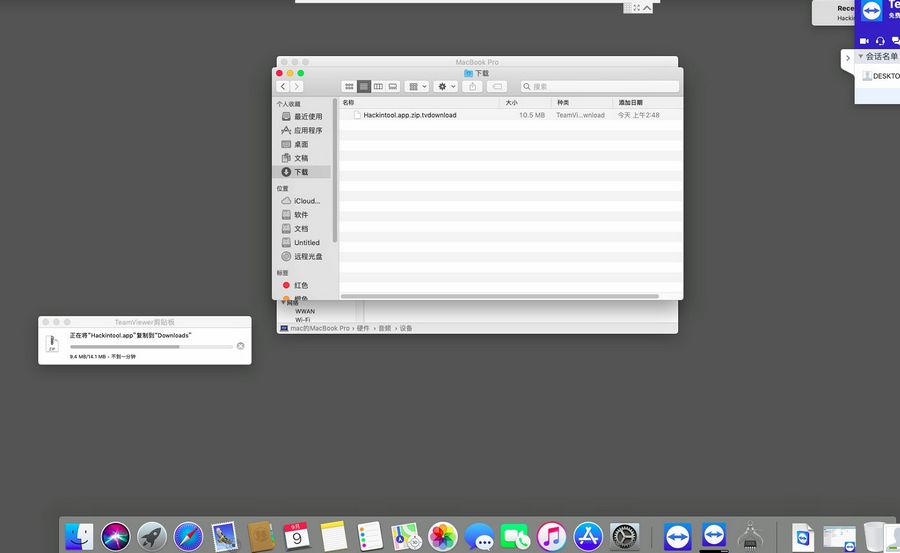 MacBook Pro
下载
搜索
个人收藏
最近使用
应用程序
桌面
文稿
下载
位置
iCloud...
软件
文档
Untitled
远程光盘
标签
红色
橙色
名称
大小
种类
添加日期
Hackintool.app.zip.tvdownload
10.5 MB
TeamVi...wnload
今天 上午2:48
网络
WWAN
Wi-Fi
mac的MacBook Pro › 硬件 › 音频 › 设备
TeamViewer剪贴板
正在将"Hackintool.app"复制到"Downloads"
9.4 MB/14.1 MB - 不到一分钟
ZIP
Rece
Hackin
Te
免费
会话名单
DESKTO
9月
9